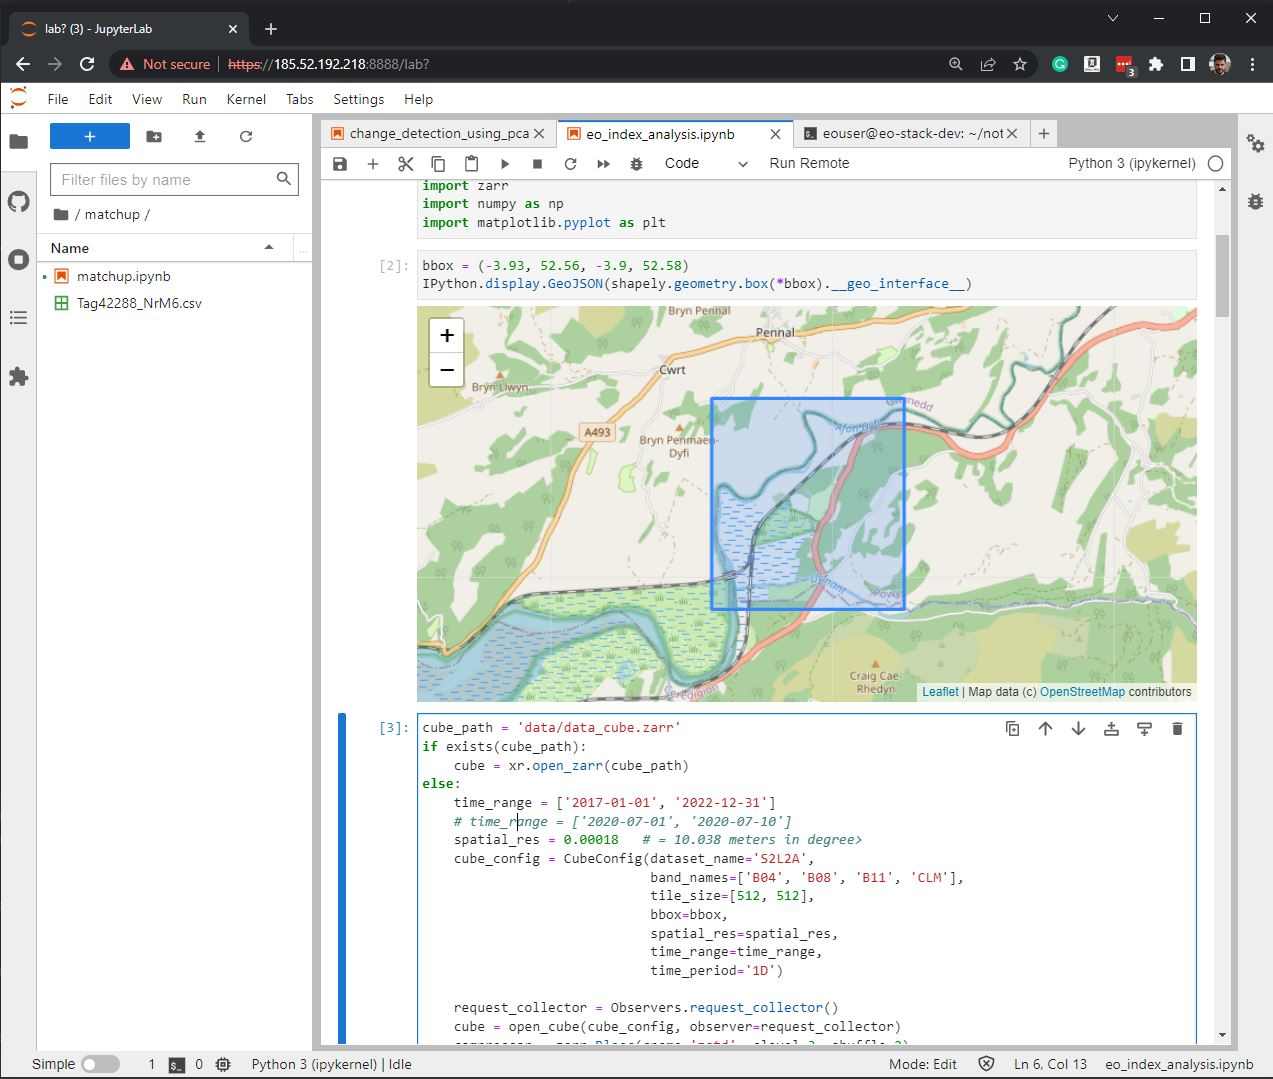 lab? (3) - JupyterLab
Not secure | https://185.52.192.218:8888/lab?
3
File Edit View Run Kernel Tabs Settings Help
change_detection_using_pca
eo_index_analysis.ipynb
eouser@eo-stack-dev: ~/not
Code
Run Remote
Python 3 (ipykernel)
Filter files by name
/ matchup /
Name
matchup.ipynb
Tag42288_NrM6.csv
import zarr
import numpy as np
import matplotlib.pyplot as plt
[2]:
bbox = (-3.93, 52.56, -3.9, 52.58)
IPython.display.GeoJSON(shapely.geometry.box(*bbox).__geo_interface__)
+
−
Bryn Pennal
Pennal
Cwrt
Bryn Llwyn
Gwynedd
A493
Afon Dyfi
Bryn Penmaen-
Dyfi
Powys
Craig Cae-
Rhedyn
Ceredigion
Leaflet | Map data (c) OpenStreetMap contributors
[3]:
cube_path = 'data/data_cube.zarr'
if exists(cube_path):
    cube = xr.open_zarr(cube_path)
else:
    time_range = ['2017-01-01', '2022-12-31']
    # time_range = ['2020-07-01', '2020-07-10']
    spatial_res = 0.00018   # = 10.038 meters in degree>
    cube_config = CubeConfig(dataset_name='S2L2A',
                             band_names=['B04', 'B08', 'B11', 'CLM'],
                             tile_size=[512, 512],
                             bbox=bbox,
                             spatial_res=spatial_res,
                             time_range=time_range,
                             time_period='1D')
    request_collector = Observers.request_collector()
    cube = open_cube(cube_config, observer=request_collector)
Simple
1
0
Python 3 (ipykernel) | Idle
Mode: Edit
Ln 6, Col 13
eo_index_analysis.ipynb